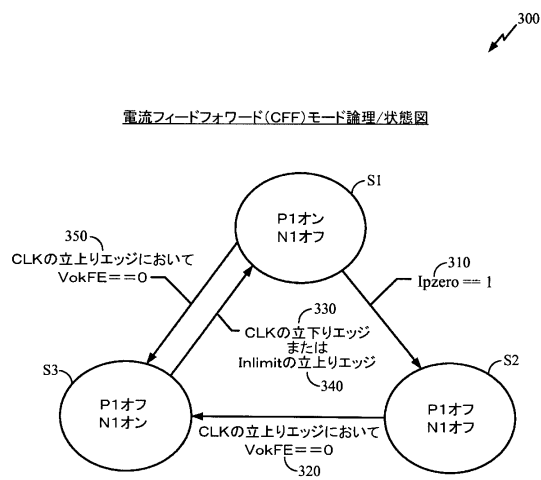 300
電流フィードフォワード(CFF)モード論理/状態図
S1
P1オン
N1オフ
350
CLKの立上りエッジにおいて
VokFE==0
310
Ipzero == 1
330
CLKの立下りエッジ
または
Inlimitの立上りエッジ
340
S3
P1オフ
N1オン
S2
P1オフ
N1オフ
CLKの立上りエッジにおいて
VokFE==0
320